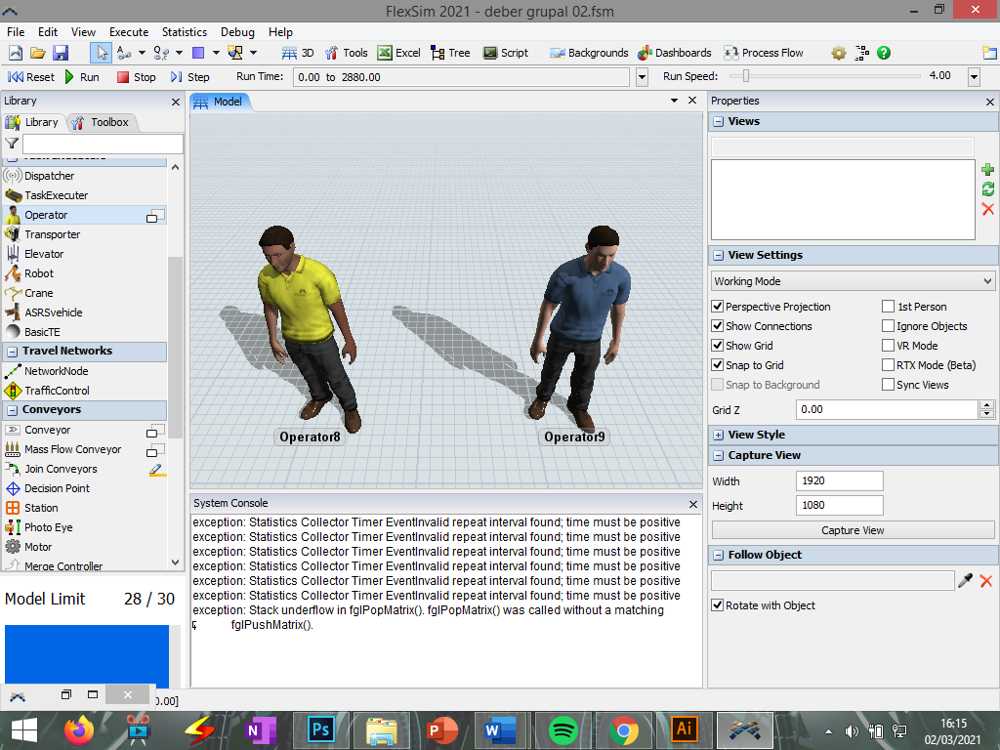 FlexSim 2021 - deber grupal 02.fsm
File Edit View Execute Statistics Debug Help
3D Tools Excel Tree Script Backgrounds Dashboards Process Flow
Reset Run Stop Step Run Time: 0.00 to 2880.00 Run Speed: 4.00
Library
Library Toolbox
Dispatcher
TaskExecuter
Operator
Transporter
Elevator
Robot
Crane
ASRSvehicle
BasicTE
Travel Networks
NetworkNode
TrafficControl
Conveyors
Conveyor
Mass Flow Conveyor
Join Conveyors
Decision Point
Station
Photo Eye
Motor
Merge Controller
Model Limit 28 / 30
0.00]
Model
Operator8
Operator9
System Console
exception: Statistics Collector Timer EventInvalid repeat interval found; time must be positive
exception: Statistics Collector Timer EventInvalid repeat interval found; time must be positive
exception: Statistics Collector Timer EventInvalid repeat interval found; time must be positive
exception: Statistics Collector Timer EventInvalid repeat interval found; time must be positive
exception: Statistics Collector Timer EventInvalid repeat interval found; time must be positive
exception: Statistics Collector Timer EventInvalid repeat interval found; time must be positive
exception: Stack underflow in fglPopMatrix(). fglPopMatrix() was called without a matching
fglPushMatrix().
Properties
Views
View Settings
Working Mode
Perspective Projection 1st Person
Show Connections Ignore Objects
Show Grid VR Mode
Snap to Grid RTX Mode (Beta)
Snap to Background Sync Views
Grid Z 0.00
View Style
Capture View
Width 1920
Height 1080
Capture View
Follow Object
Rotate with Object
N Ps P W Ai
16:15
02/03/2021